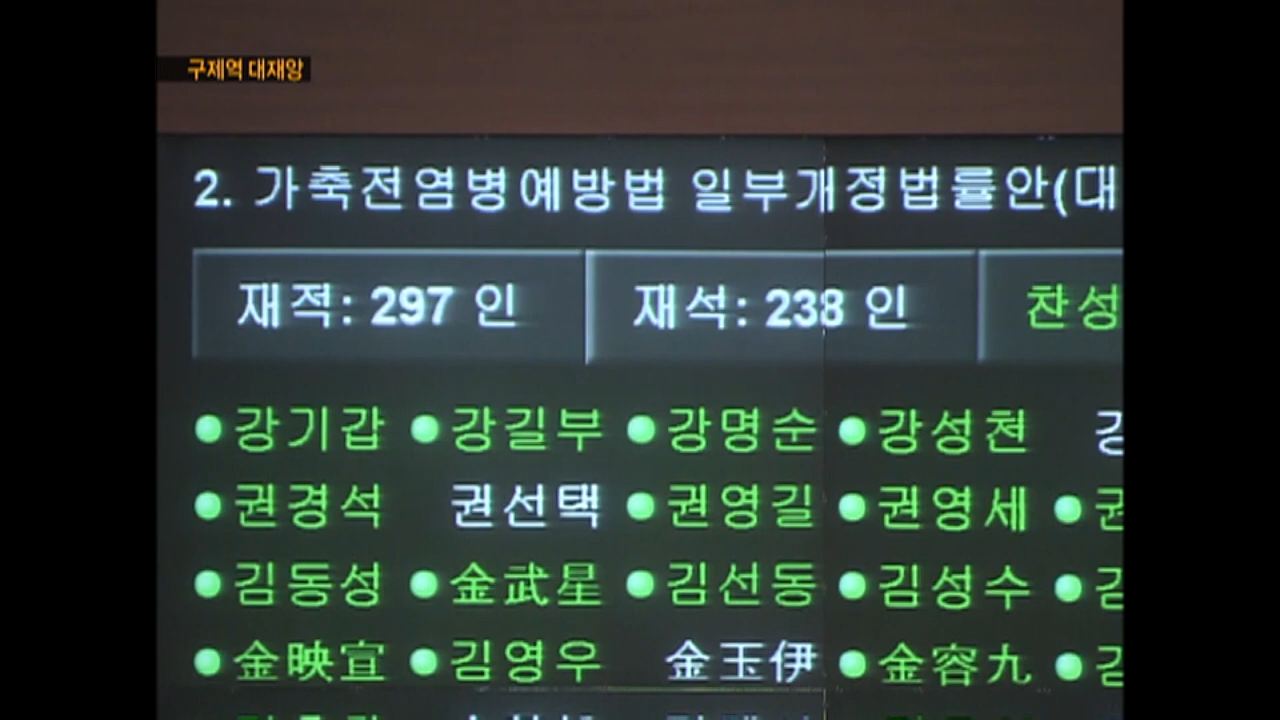 구제역 대재앙
2. 가축전염병예방법 일부개정법률안(대
재적: 297 인 재석: 238 인 찬성
강기갑 강길부 강명순 강성천
권경석 권선택 권영길 권영세
김동성 金武星 김선동 김성수
金映宣 김영우 金玉伊 金容九